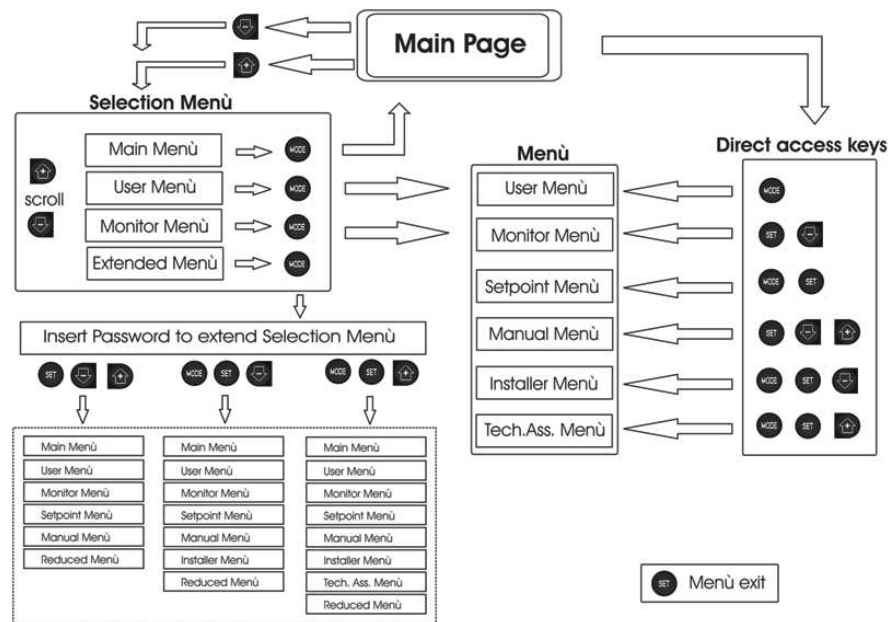 Main Page
Selection Menù
Main Menù MODE
User Menù MODE
scroll
Monitor Menù MODE
Extended Menù MODE
Insert Password to extend Selection Menù
SET - +
MODE SET -
MODE SET +
Main Menù
User Menù
Monitor Menù
Setpoint Menù
Manual Menù
Reduced Menù
Main Menù
User Menù
Monitor Menù
Setpoint Menù
Manual Menù
Installer Menù
Reduced Menù
Main Menù
User Menù
Monitor Menù
Setpoint Menù
Manual Menù
Installer Menù
Tech. Ass. Menù
Reduced Menù
Menù
Direct access keys
User Menù MODE
Monitor Menù SET -
Setpoint Menù MODE SET
Manual Menù SET - +
Installer Menù MODE SET -
Tech.Ass. Menù MODE SET +
SET Menù exit